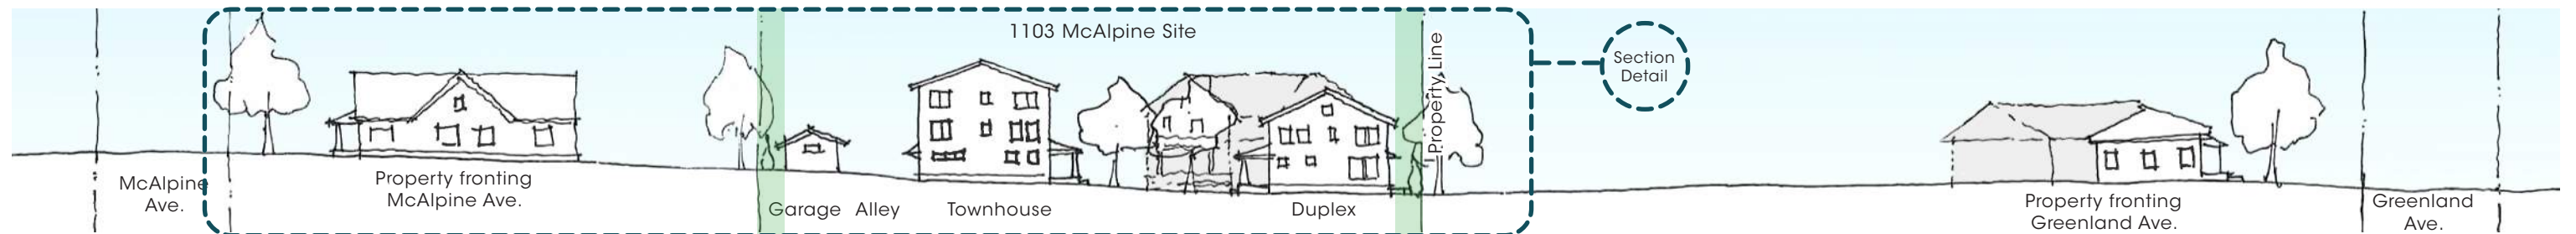 1103 McAlpine Site
Property Line
Section
Detail
McAlpine
Ave.
Property fronting
McAlpine Ave.
Garage
Alley
Townhouse
Duplex
Property fronting
Greenland Ave.
Greenland
Ave.